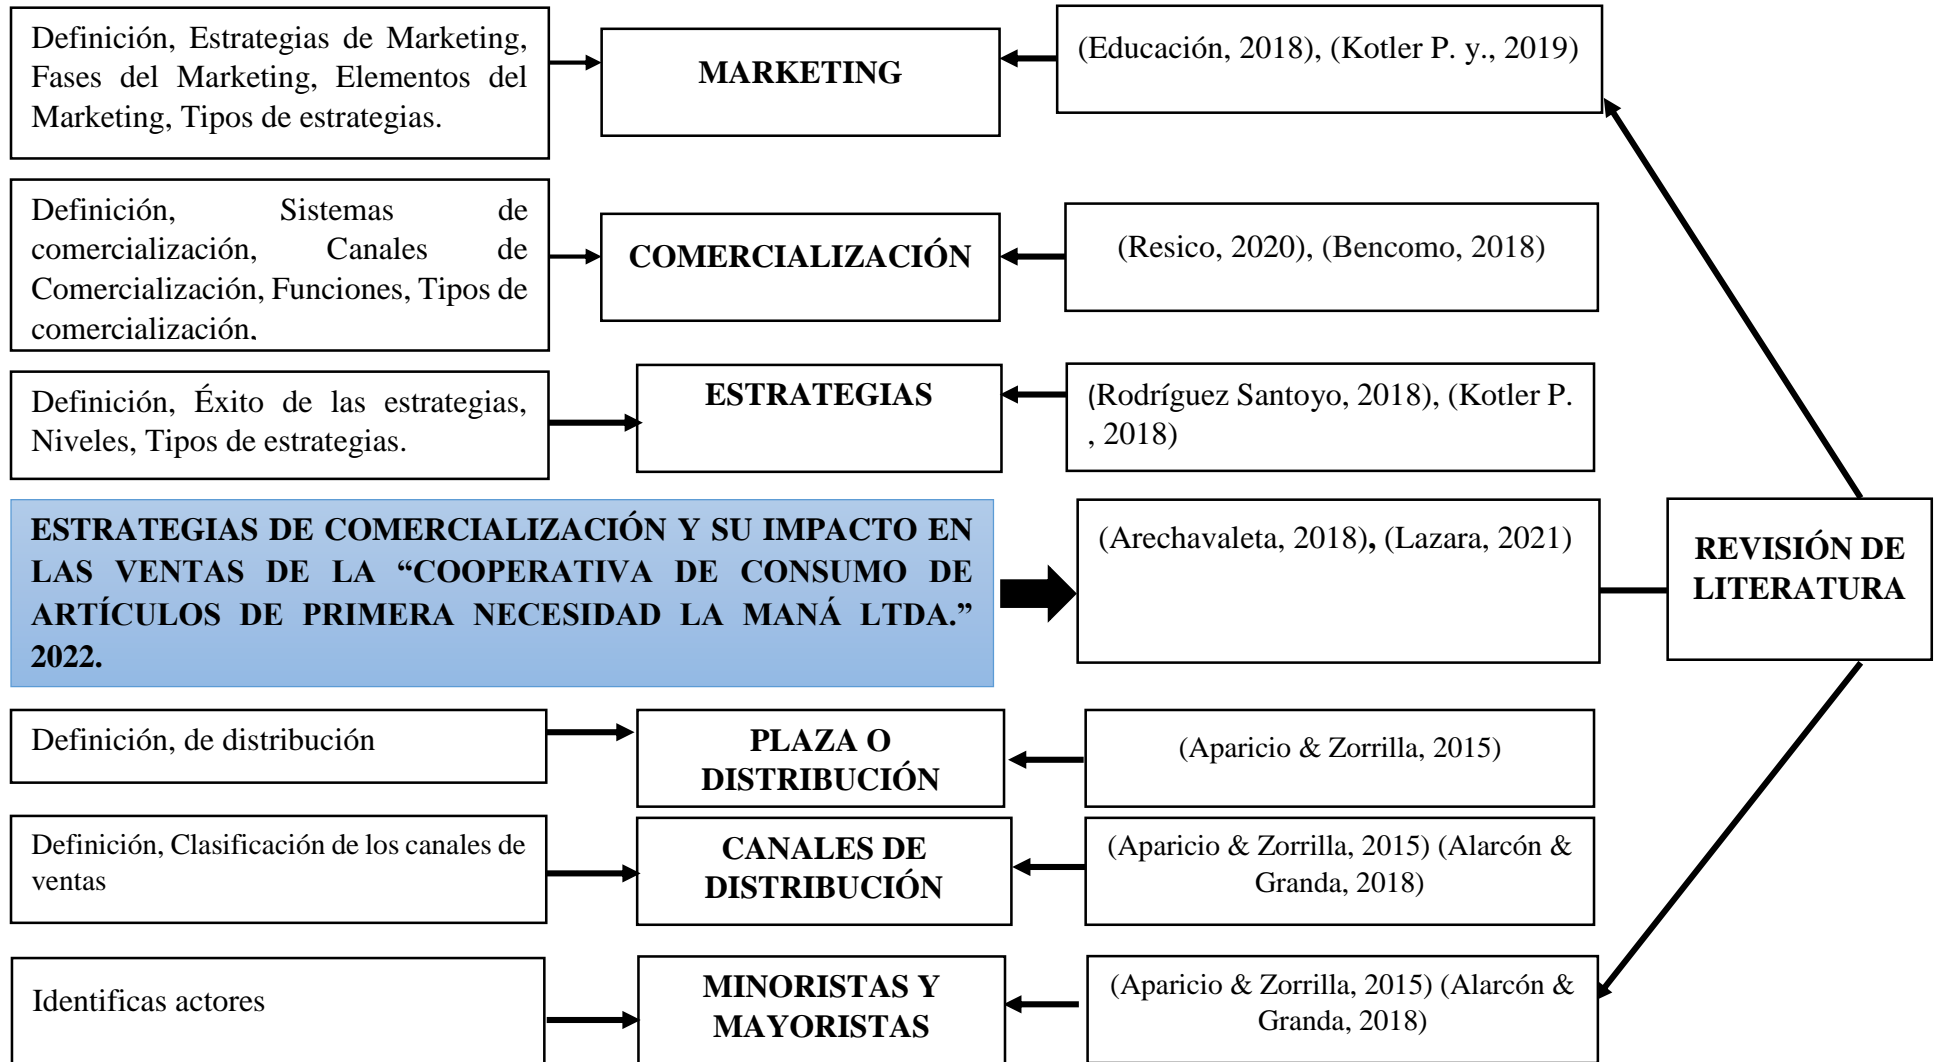 Definición, Estrategias de Marketing,
Fases del Marketing, Elementos del
Marketing, Tipos de estrategias.
MARKETING
(Educación, 2018), (Kotler P. y., 2019)
Definición, Sistemas de
comercialización, Canales de
Comercialización, Funciones, Tipos de
comercialización.
COMERCIALIZACIÓN
(Resico, 2020), (Bencomo, 2018)
Definición, Éxito de las estrategias,
Niveles, Tipos de estrategias.
ESTRATEGIAS
(Rodríguez Santoyo, 2018), (Kotler P.
, 2018)
ESTRATEGIAS DE COMERCIALIZACIÓN Y SU IMPACTO EN
LAS VENTAS DE LA “COOPERATIVA DE CONSUMO DE
ARTÍCULOS DE PRIMERA NECESIDAD LA MANÁ LTDA.”
2022.
(Arechavaleta, 2018), (Lazara, 2021)
REVISIÓN DE
LITERATURA
Definición, de distribución
PLAZA O
DISTRIBUCIÓN
(Aparicio & Zorrilla, 2015)
Definición, Clasificación de los canales de
ventas
CANALES DE
DISTRIBUCIÓN
(Aparicio & Zorrilla, 2015) (Alarcón &
Granda, 2018)
Identificas actores
MINORISTAS Y
MAYORISTAS
(Aparicio & Zorrilla, 2015) (Alarcón &
Granda, 2018)